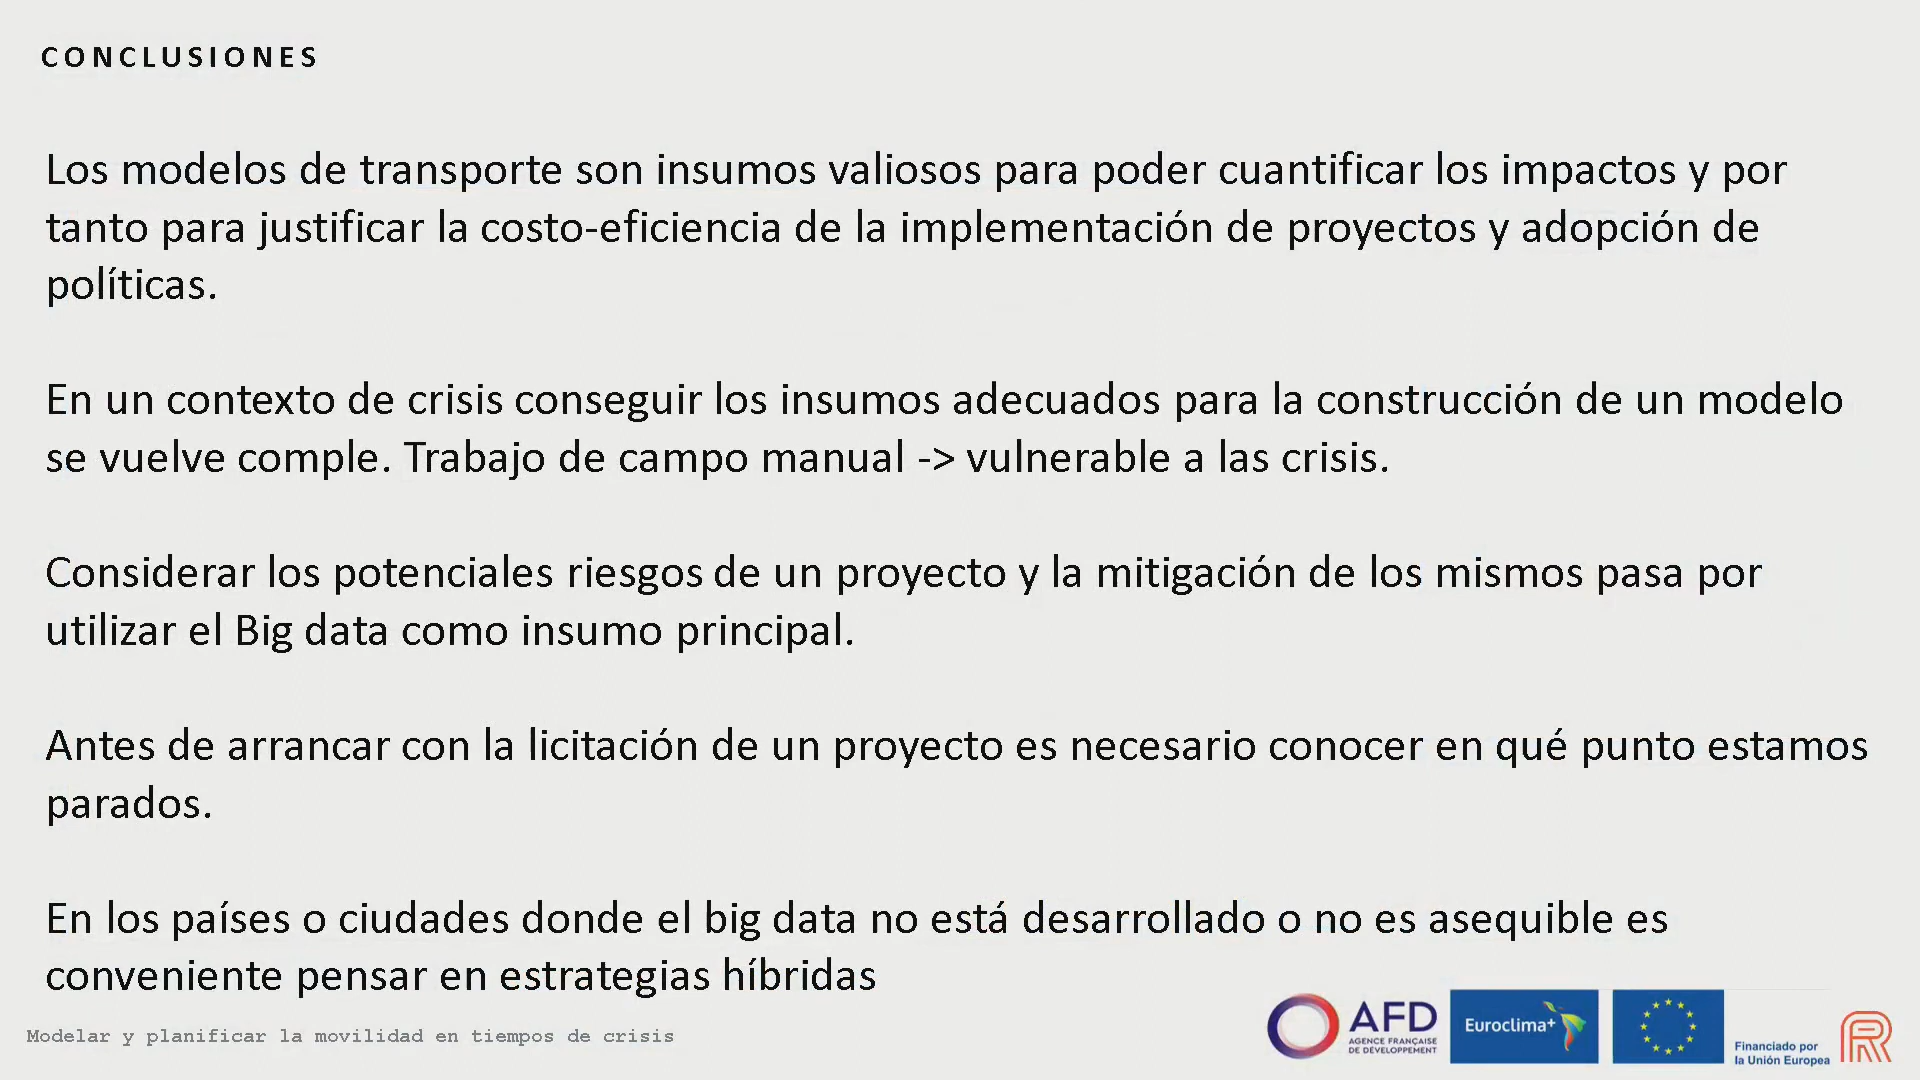 CONCLUSIONES
Los modelos de transporte son insumos valiosos para poder cuantificar los impactos y por
tanto para justificar la costo-eficiencia de la implementación de proyectos y adopción de
políticas.
En un contexto de crisis conseguir los insumos adecuados para la construcción de un modelo
se vuelve comple. Trabajo de campo manual -> vulnerable a las crisis.
Considerar los potenciales riesgos de un proyecto y la mitigación de los mismos pasa por
utilizar el Big data como insumo principal.
Antes de arrancar con la licitación de un proyecto es necesario conocer en qué punto estamos
parados.
En los países o ciudades donde el big data no está desarrollado o no es asequible es
conveniente pensar en estrategias híbridas
Modelar y planificar la movilidad en tiempos de crisis
AFD
AGENCE FRANÇAISE
DE DÉVELOPPEMENT
Euroclima+
Financiado por
la Unión Europea